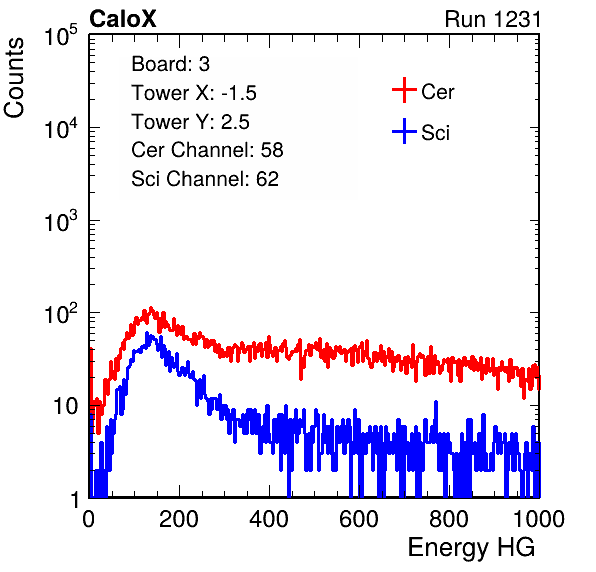 CaloX Run 1231
Counts
10^5
10^4
10^3
10^2
10
1
Board: 3
Tower X: -1.5
Tower Y: 2.5
Cer Channel: 58
Sci Channel: 62
Cer
Sci
0 200 400 600 800 1000
Energy HG